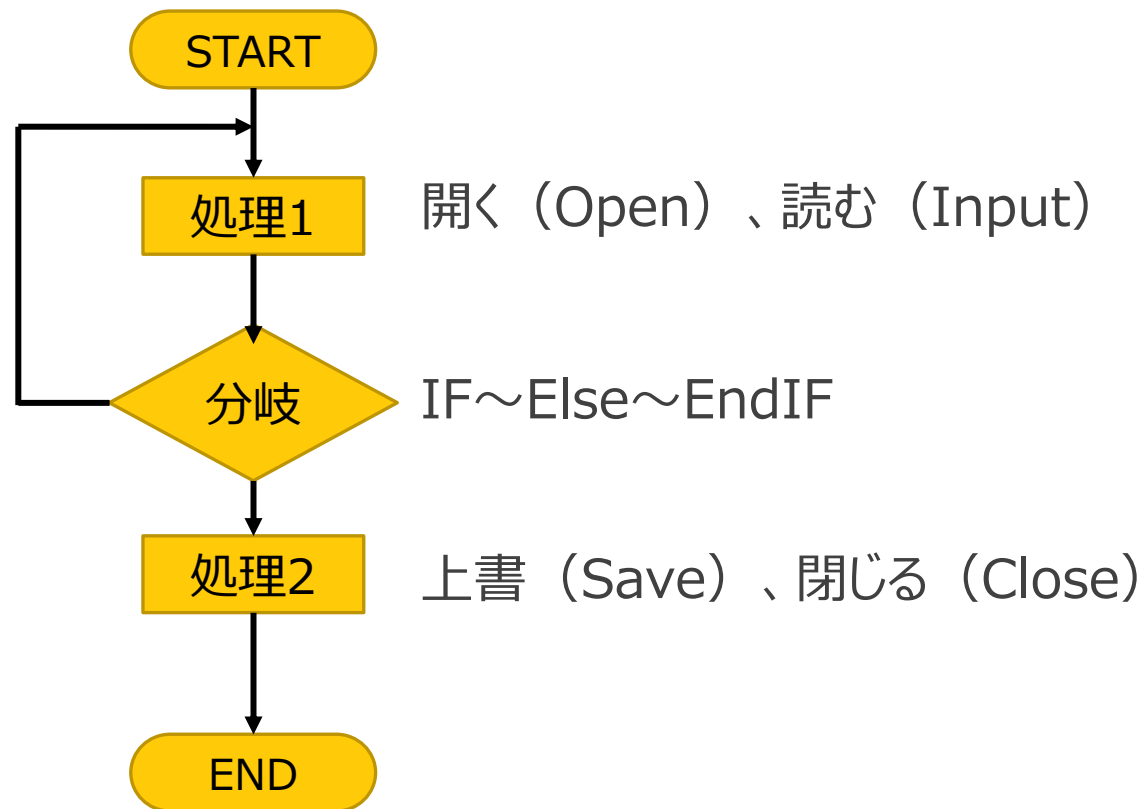 START
処理1
開く（Open）、読む（Input）
分岐
IF～Else～EndIF
処理2
上書（Save）、閉じる（Close）
END